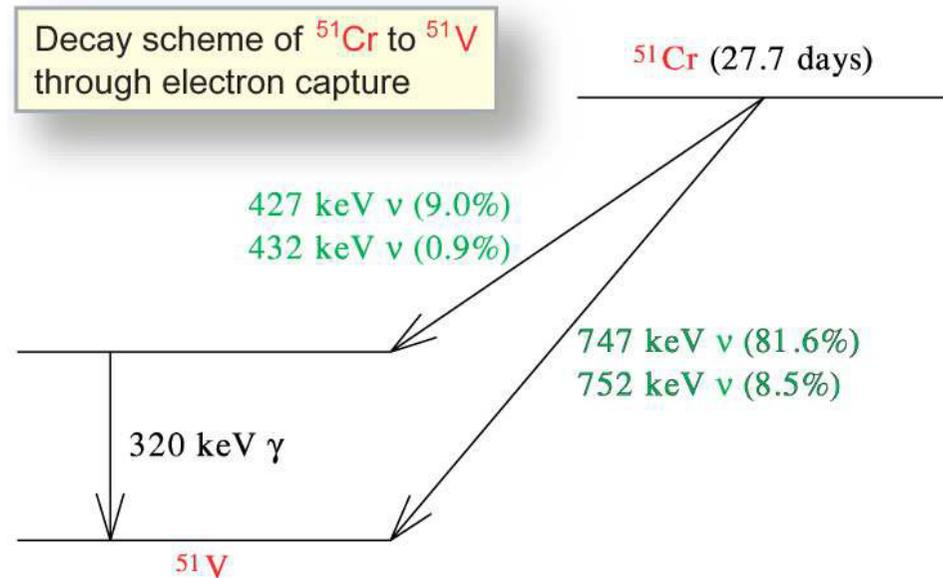 Decay scheme of ⁵¹Cr to ⁵¹V
through electron capture
⁵¹Cr (27.7 days)
427 keV ν (9.0%)
432 keV ν (0.9%)
747 keV ν (81.6%)
752 keV ν (8.5%)
320 keV γ
⁵¹V